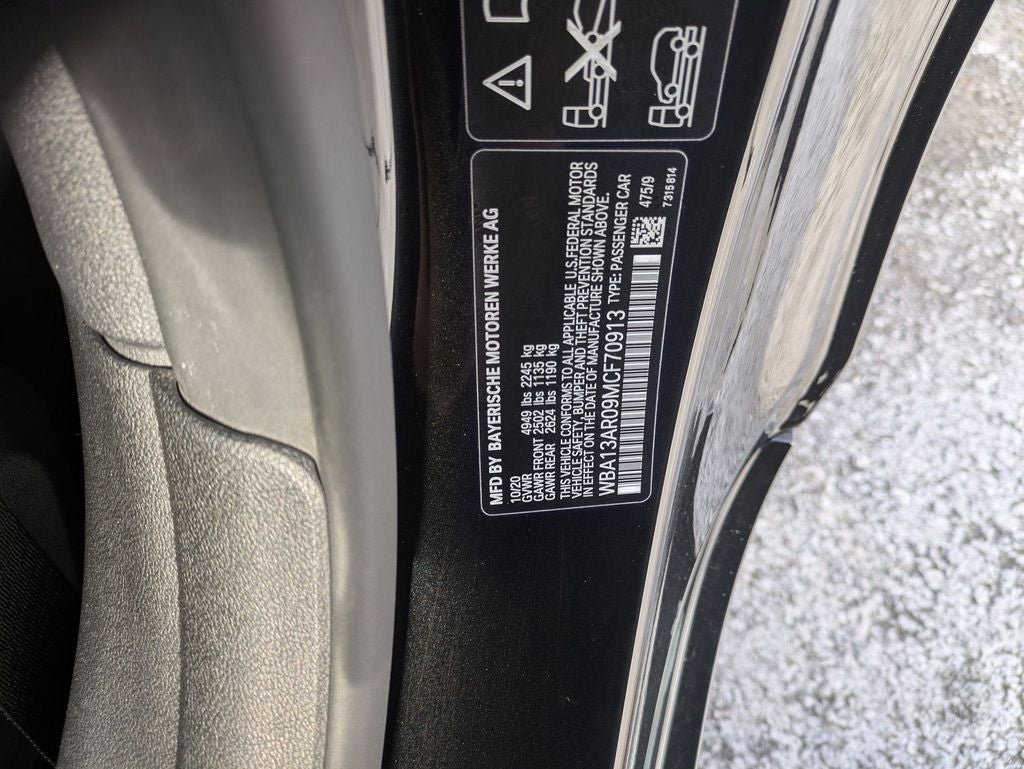 MFD BY BAYERISCHE MOTOREN WERKE AG
10/20
GVWR 4949 lbs 2245 kg
GAWR FRONT 2502 lbs 1135 kg
GAWR REAR 2624 lbs 1190 kg
THIS VEHICLE CONFORMS TO ALL APPLICABLE U.S.FEDERAL MOTOR
VEHICLE SAFETY, BUMPER AND THEFT PREVENTION STANDARDS
IN EFFECT ON THE DATE OF MANUFACTURE SHOWN ABOVE.
WBA13AR09MCF70913 TYPE: PASSENGER CAR
475/9
7 315 814